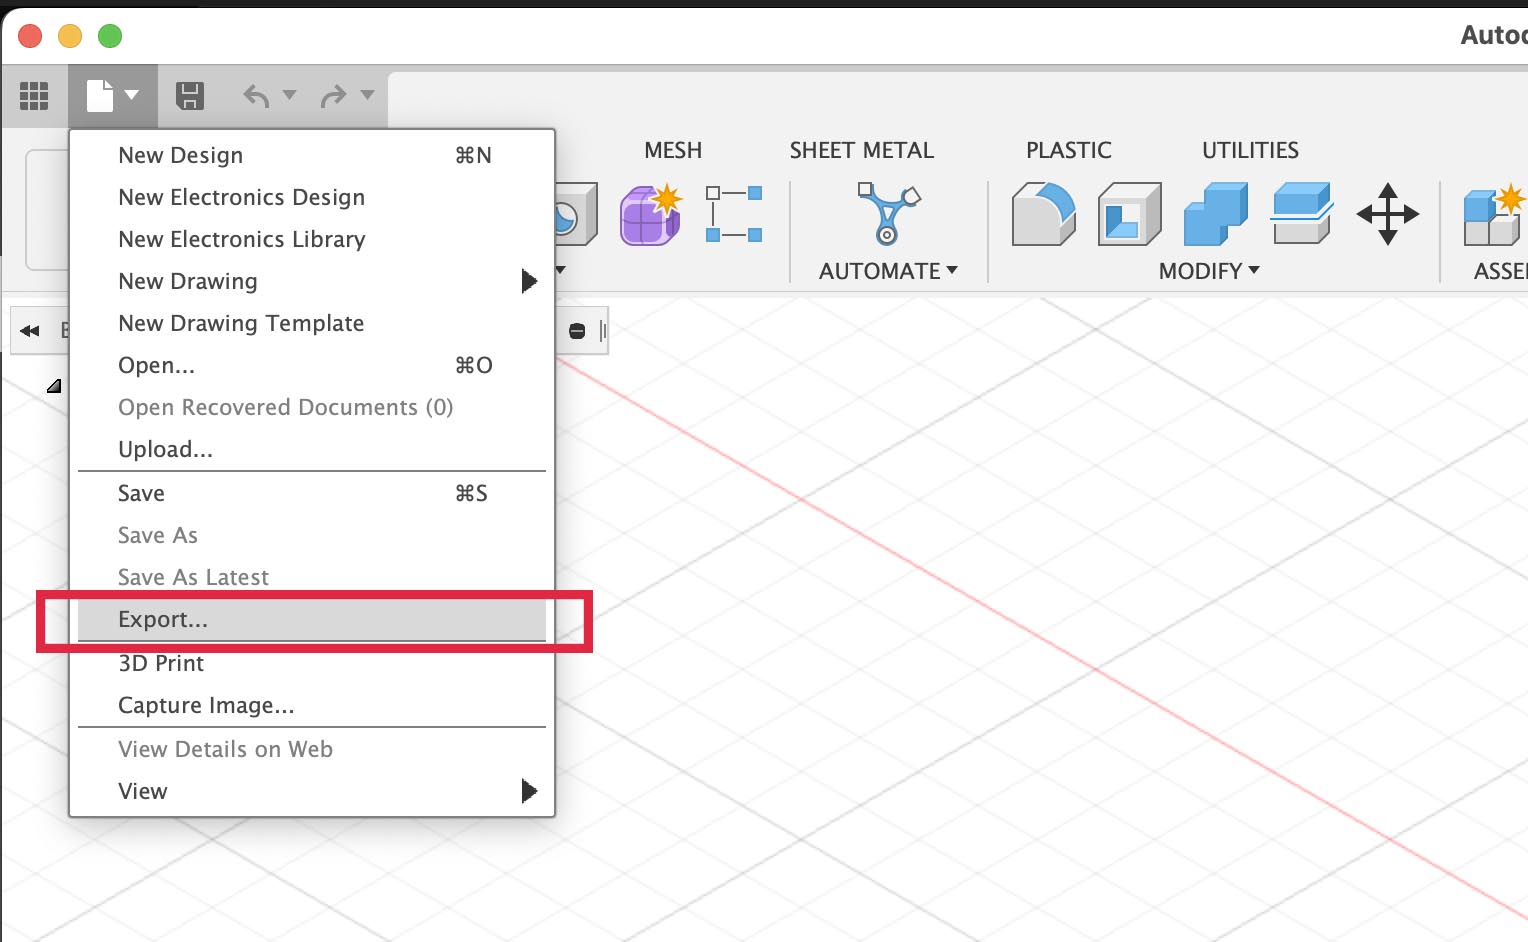 Autod
MESH SHEET METAL PLASTIC UTILITIES
AUTOMATE MODIFY ASSE
New Design ⌘N
New Electronics Design
New Electronics Library
New Drawing
New Drawing Template
Open... ⌘O
Open Recovered Documents (0)
Upload...
Save ⌘S
Save As
Save As Latest
Export...
3D Print
Capture Image...
View Details on Web
View